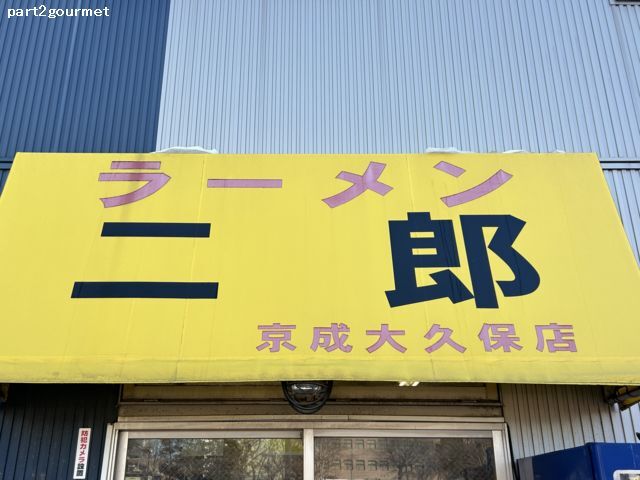 part2gourmet
ラーメン
二郎
京成大久保店
防犯カメラ
設置